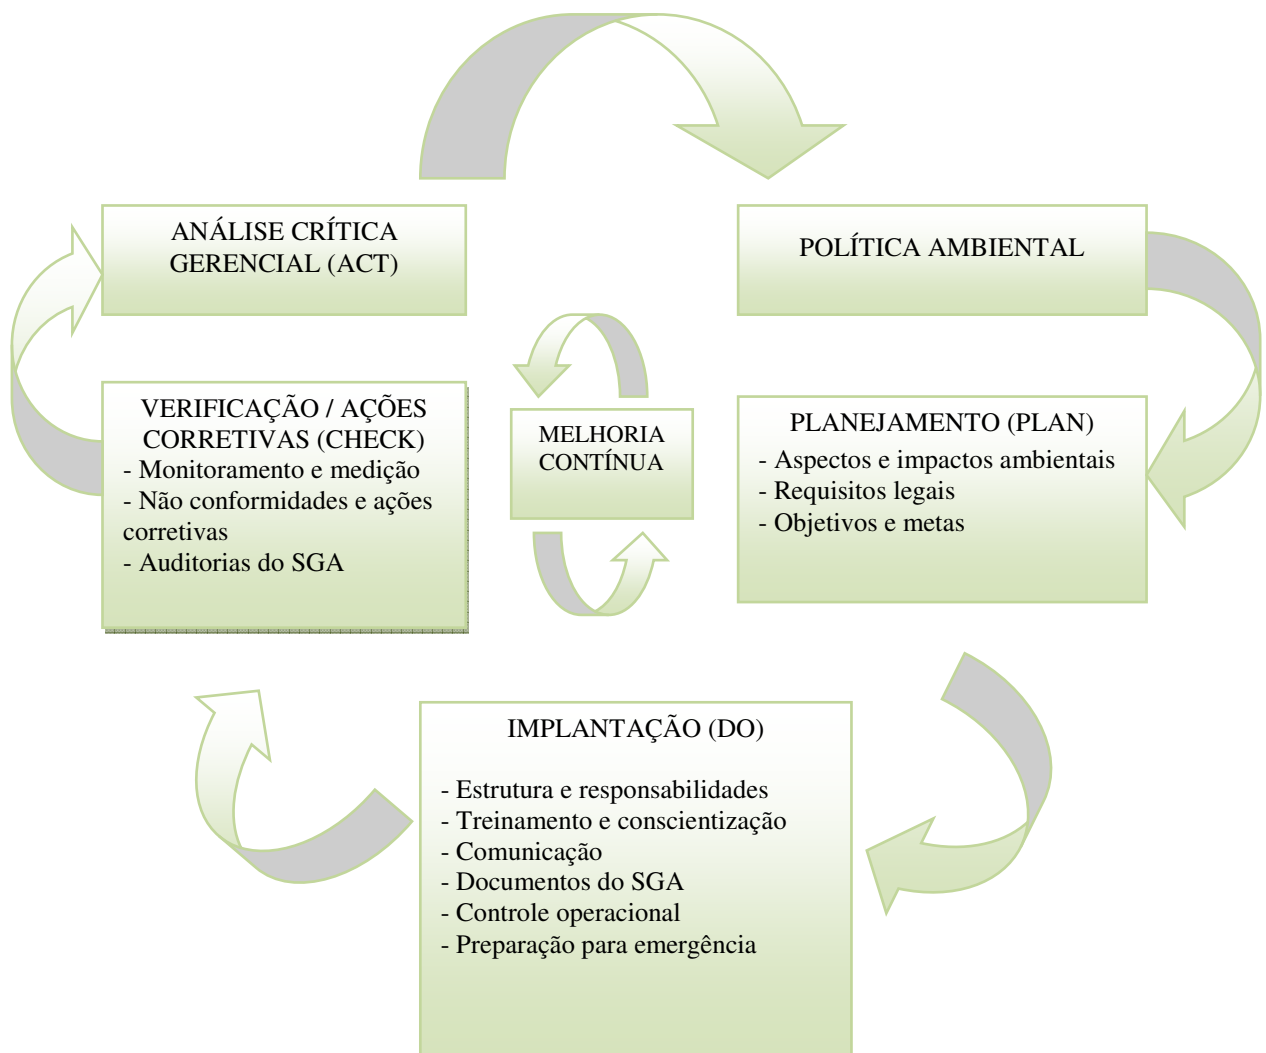 ANÁLISE CRÍTICA
GERENCIAL (ACT)
POLÍTICA AMBIENTAL
VERIFICAÇÃO / AÇÕES
CORRETIVAS (CHECK)
- Monitoramento e medição
- Não conformidades e ações
corretivas
- Auditorias do SGA
MELHORIA
CONTÍNUA
PLANEJAMENTO (PLAN)
- Aspectos e impactos ambientais
- Requisitos legais
- Objetivos e metas
IMPLANTAÇÃO (DO)
- Estrutura e responsabilidades
- Treinamento e conscientização
- Comunicação
- Documentos do SGA
- Controle operacional
- Preparação para emergência